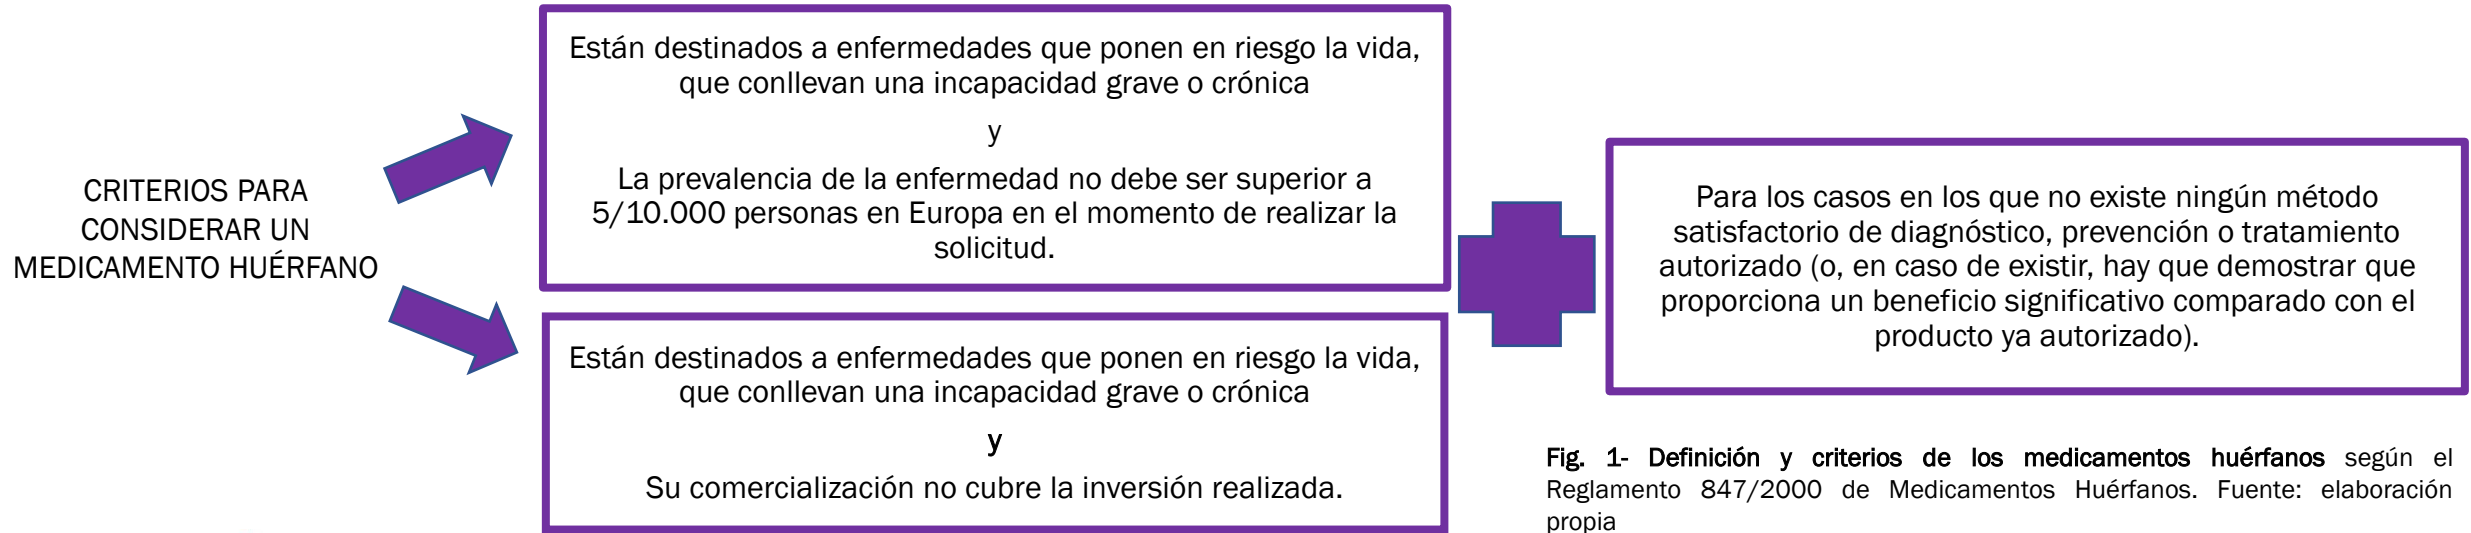 CRITERIOS PARA
CONSIDERAR UN
MEDICAMENTO HUÉRFANO
Están destinados a enfermedades que ponen en riesgo la vida,
que conllevan una incapacidad grave o crónica
y
La prevalencia de la enfermedad no debe ser superior a
5/10.000 personas en Europa en el momento de realizar la
solicitud.
Están destinados a enfermedades que ponen en riesgo la vida,
que conllevan una incapacidad grave o crónica
y
Su comercialización no cubre la inversión realizada.
Para los casos en los que no existe ningún método
satisfactorio de diagnóstico, prevención o tratamiento
autorizado (o, en caso de existir, hay que demostrar que
proporciona un beneficio significativo comparado con el
producto ya autorizado).
Fig. 1- Definición y criterios de los medicamentos huérfanos según el
Reglamento 847/2000 de Medicamentos Huérfanos. Fuente: elaboración
propia